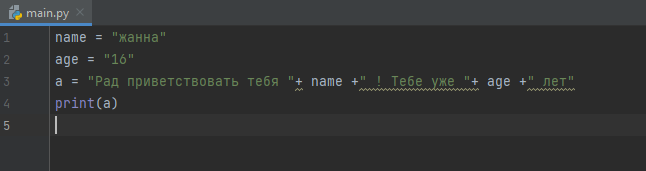 main.py
1 name = "жанна"
2 age = "16"
3 a = "Рад приветствовать тебя "+ name +" ! Тебе уже "+ age +" лет"
4 print(a)
5